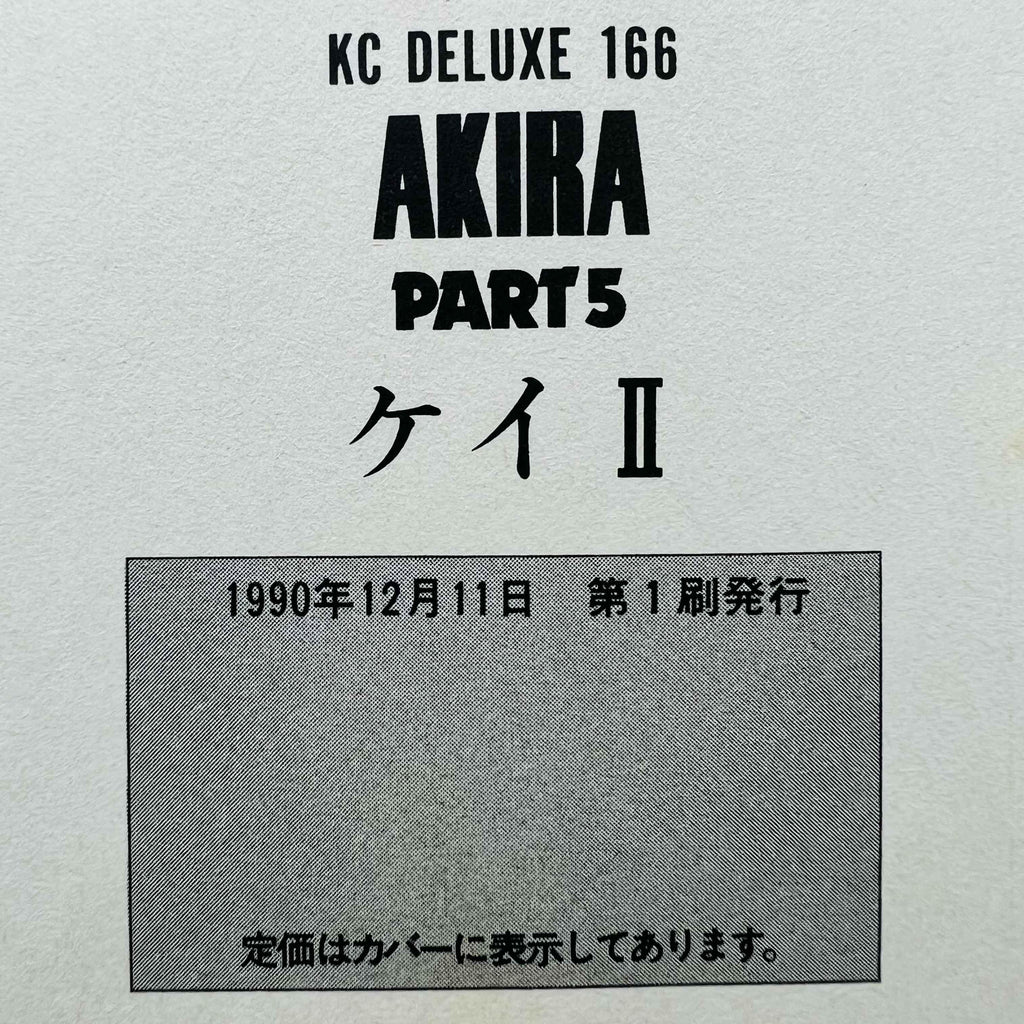 KC DELUXE 166
AKIRA
PART 5
ケイ Ⅱ
1990年12月11日　第1刷発行
定価はカバーに表示してあります。